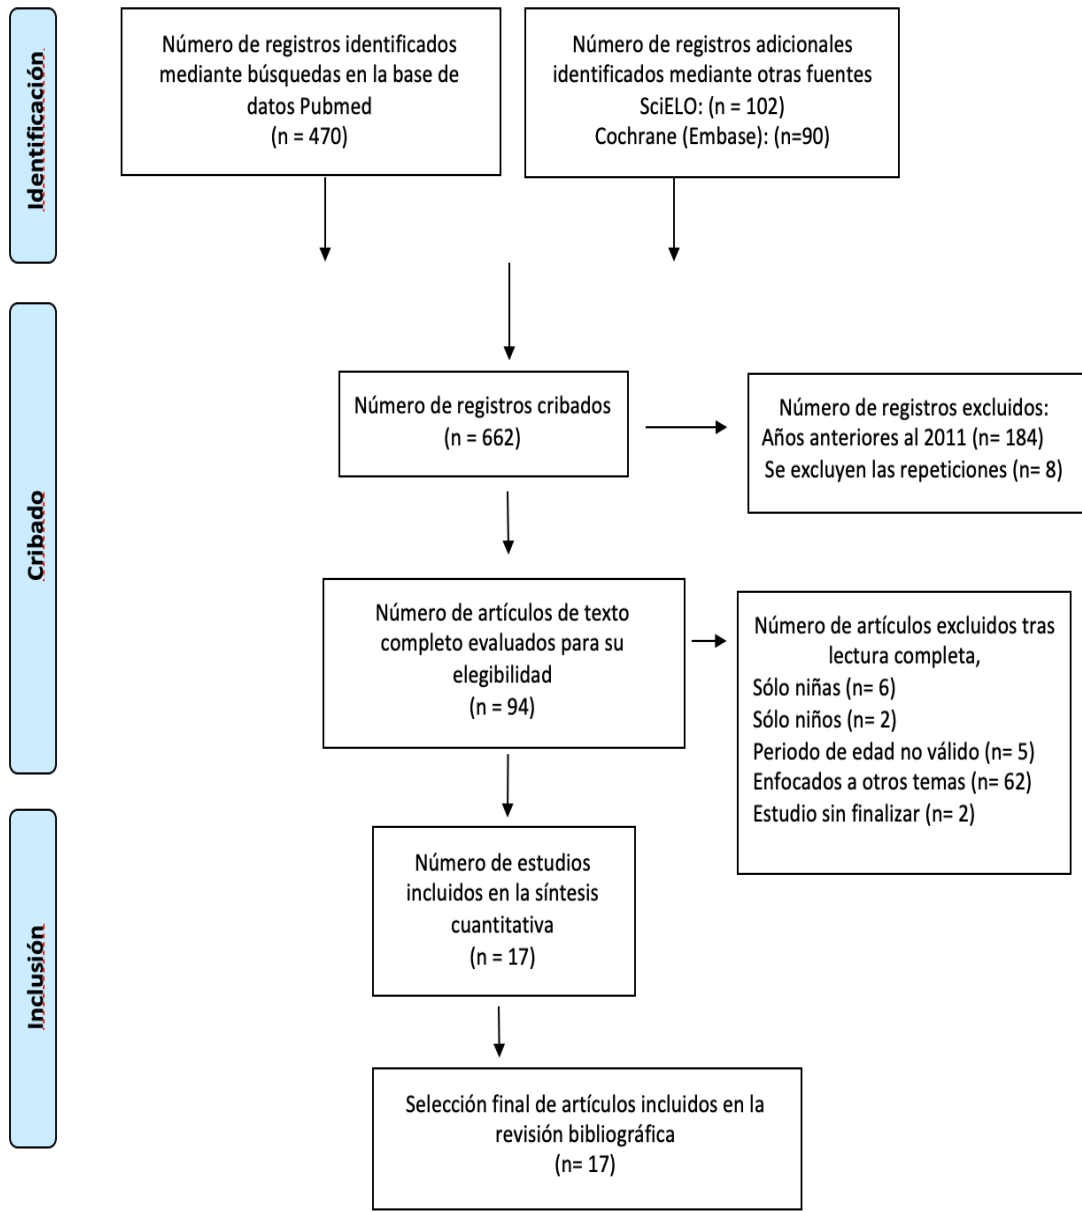 Identificación
Número de registros identificados
mediante búsquedas en la base de
datos Pubmed
(n = 470)
Número de registros adicionales
identificados mediante otras fuentes
SciELO: (n = 102)
Cochrane (Embase): (n=90)
Cribado
Número de registros cribados
(n = 662)
Número de registros excluidos:
Años anteriores al 2011 (n= 184)
Se excluyen las repeticiones (n= 8)
Número de artículos de texto
completo evaluados para su
elegibilidad
(n = 94)
Número de artículos excluidos tras
lectura completa,
Sólo niñas (n= 6)
Sólo niños (n= 2)
Periodo de edad no válido (n= 5)
Enfocados a otros temas (n= 62)
Estudio sin finalizar (n= 2)
Inclusión
Número de estudios
incluidos en la síntesis
cuantitativa
(n = 17)
Selección final de artículos incluidos en la
revisión bibliográfica
(n= 17)